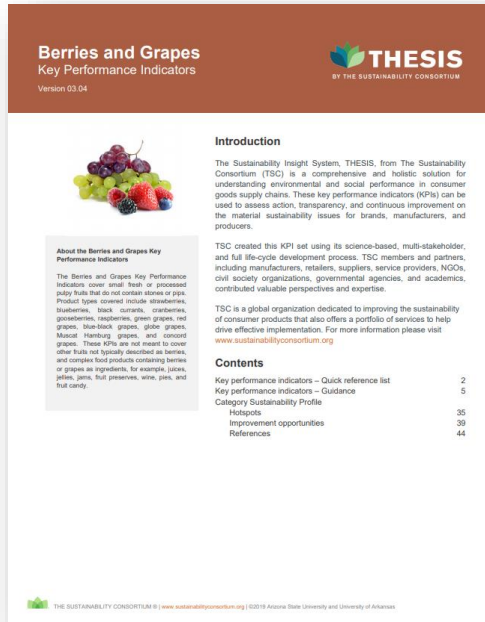 Berries and Grapes
Key Performance Indicators
Version 03.04
THESIS
BY THE SUSTAINABILITY CONSORTIUM
About the Berries and Grapes Key
Performance Indicators
The Berries and Grapes Key Performance
Indicators cover small fresh or processed
pulpy fruits that do not contain stones or pips.
Product types covered include strawberries,
blueberries, black currants, cranberries,
gooseberries, raspberries, green grapes, red
grapes, blue-black grapes, globe grapes,
Muscat Hamburg grapes, and concord
grapes. These KPIs are not meant to cover
other fruits not typically described as berries,
and complex food products containing berries
or grapes as ingredients, for example, juices,
jellies, jams, fruit preserves, wine, pies, and
fruit candy.
Introduction
The Sustainability Insight System, THESIS, from The Sustainability
Consortium (TSC) is a comprehensive and holistic solution for
understanding environmental and social performance in consumer
goods supply chains. These key performance indicators (KPIs) can be
used to assess action, transparency, and continuous improvement on
the material sustainability issues for brands, manufacturers, and
producers.
TSC created this KPI set using its science-based, multi-stakeholder,
and full life-cycle development process. TSC members and partners,
including manufacturers, retailers, suppliers, service providers, NGOs,
civil society organizations, governmental agencies, and academics,
contributed valuable perspectives and expertise.
TSC is a global organization dedicated to improving the sustainability
of consumer products that also offers a portfolio of services to help
drive effective implementation. For more information please visit
www.sustainabilityconsortium.org
Contents
Key performance indicators – Quick reference list 2
Key performance indicators – Guidance 5
Category Sustainability Profile
Hotspots 35
Improvement opportunities 39
References 44
THE SUSTAINABILITY CONSORTIUM ® | www.sustainabilityconsortium.org | ©2019 Arizona State University and University of Arkansas